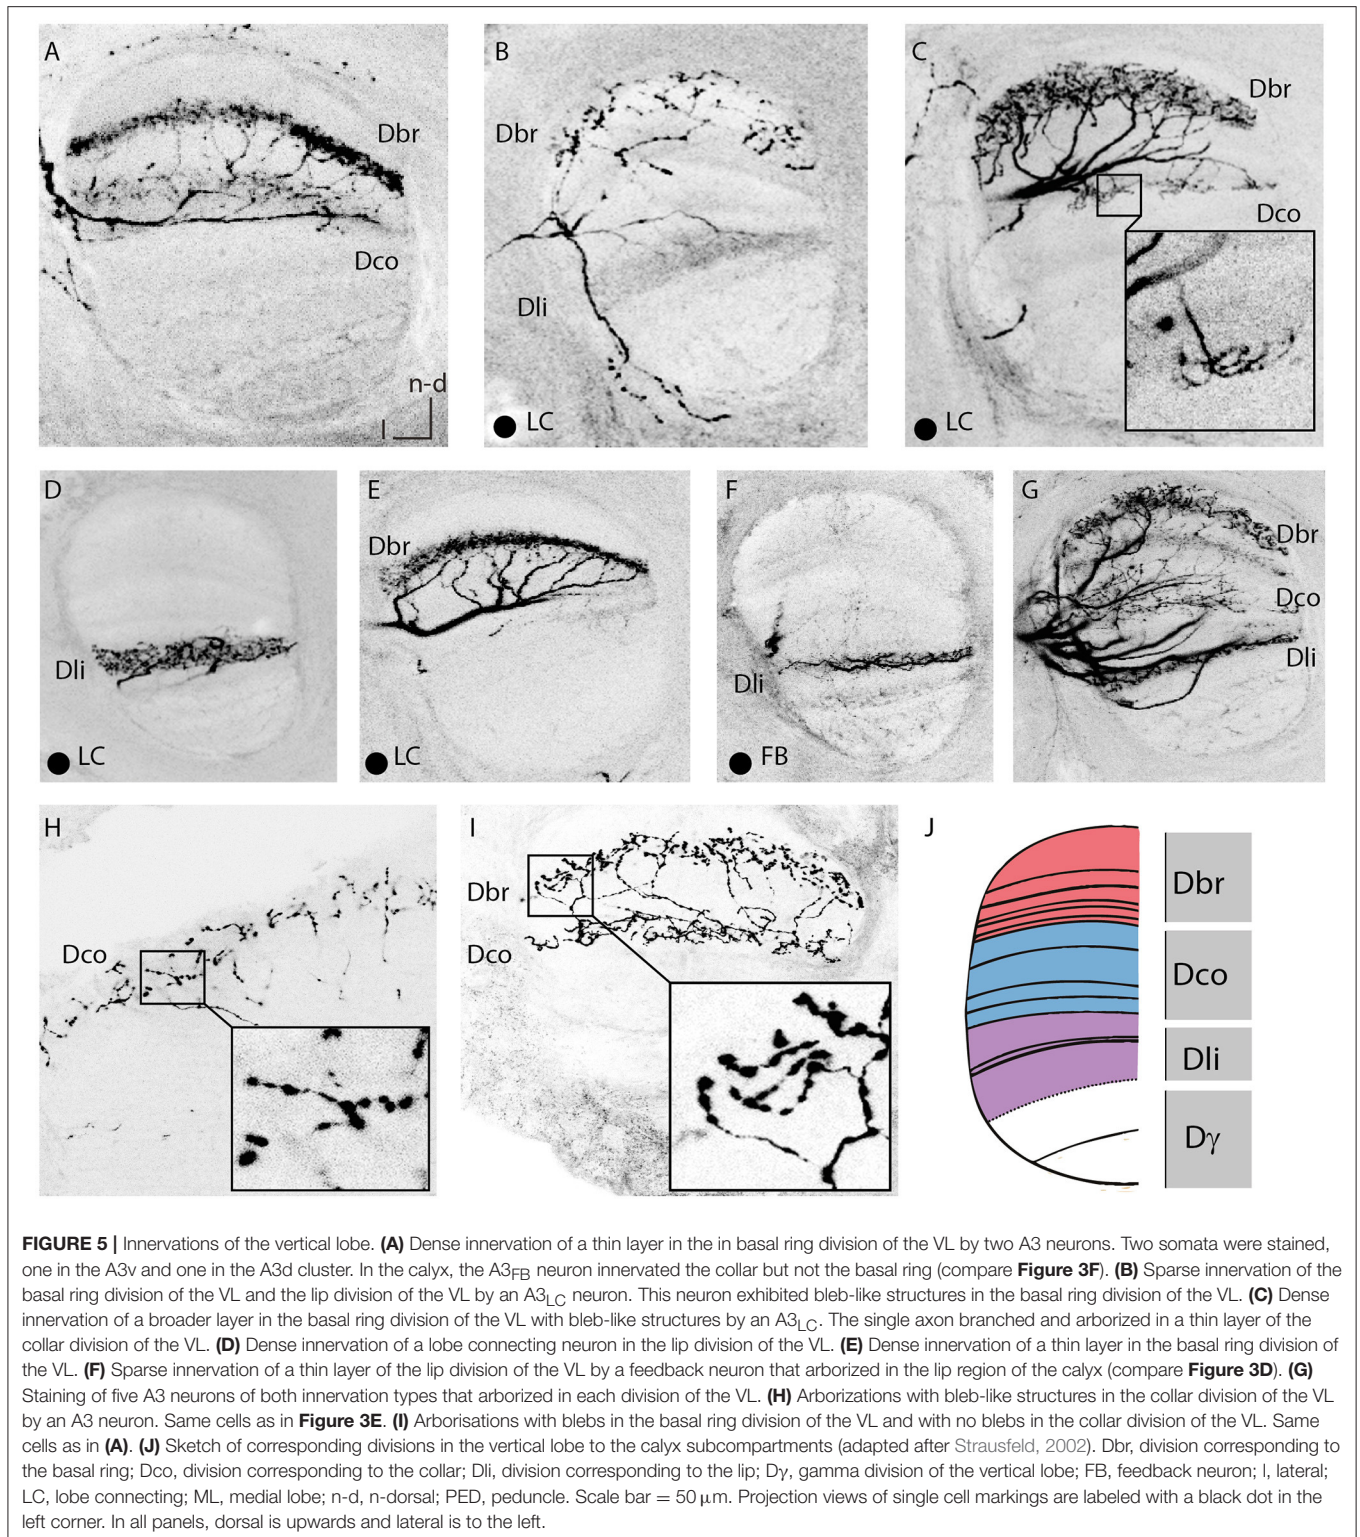 A
Dbr
Dco
n-d
l
B
Dbr
Dli
LC
C
Dbr
Dco
LC
D
Dli
LC
E
Dbr
LC
F
Dli
FB
G
Dbr
Dco
Dli
H
Dco
I
Dbr
Dco
J
Dbr
Dco
Dli
Dγ
FIGURE 5 | Innervations of the vertical lobe. (A) Dense innervation of a thin layer in the in basal ring division of the VL by two A3 neurons. Two somata were stained,
one in the A3v and one in the A3d cluster. In the calyx, the A3FB neuron innervated the collar but not the basal ring (compare Figure 3F). (B) Sparse innervation of the
basal ring division of the VL and the lip division of the VL by an A3LC neuron. This neuron exhibited bleb-like structures in the basal ring division of the VL. (C) Dense
innervation of a broader layer in the basal ring division of the VL with bleb-like structures by an A3LC. The single axon branched and arborized in a thin layer of the
collar division of the VL. (D) Dense innervation of a lobe connecting neuron in the lip division of the VL. (E) Dense innervation of a thin layer in the basal ring division of
the VL. (F) Sparse innervation of a thin layer of the lip division of the VL by a feedback neuron that arborized in the lip region of the calyx (compare Figure 3D). (G)
Staining of five A3 neurons of both innervation types that arborized in each division of the VL. (H) Arborizations with bleb-like structures in the collar division of the VL
by an A3 neuron. Same cells as in Figure 3E. (I) Arborisations with blebs in the basal ring division of the VL and with no blebs in the collar division of the VL. Same
cells as in (A). (J) Sketch of corresponding divisions in the vertical lobe to the calyx subcompartments (adapted after Strausfeld, 2002). Dbr, division corresponding to
the basal ring; Dco, division corresponding to the collar; Dli, division corresponding to the lip; Dγ, gamma division of the vertical lobe; FB, feedback neuron; l, lateral;
LC, lobe connecting; ML, medial lobe; n-d, n-dorsal; PED, peduncle. Scale bar = 50 μm. Projection views of single cell markings are labeled with a black dot in the
left corner. In all panels, dorsal is upwards and lateral is to the left.